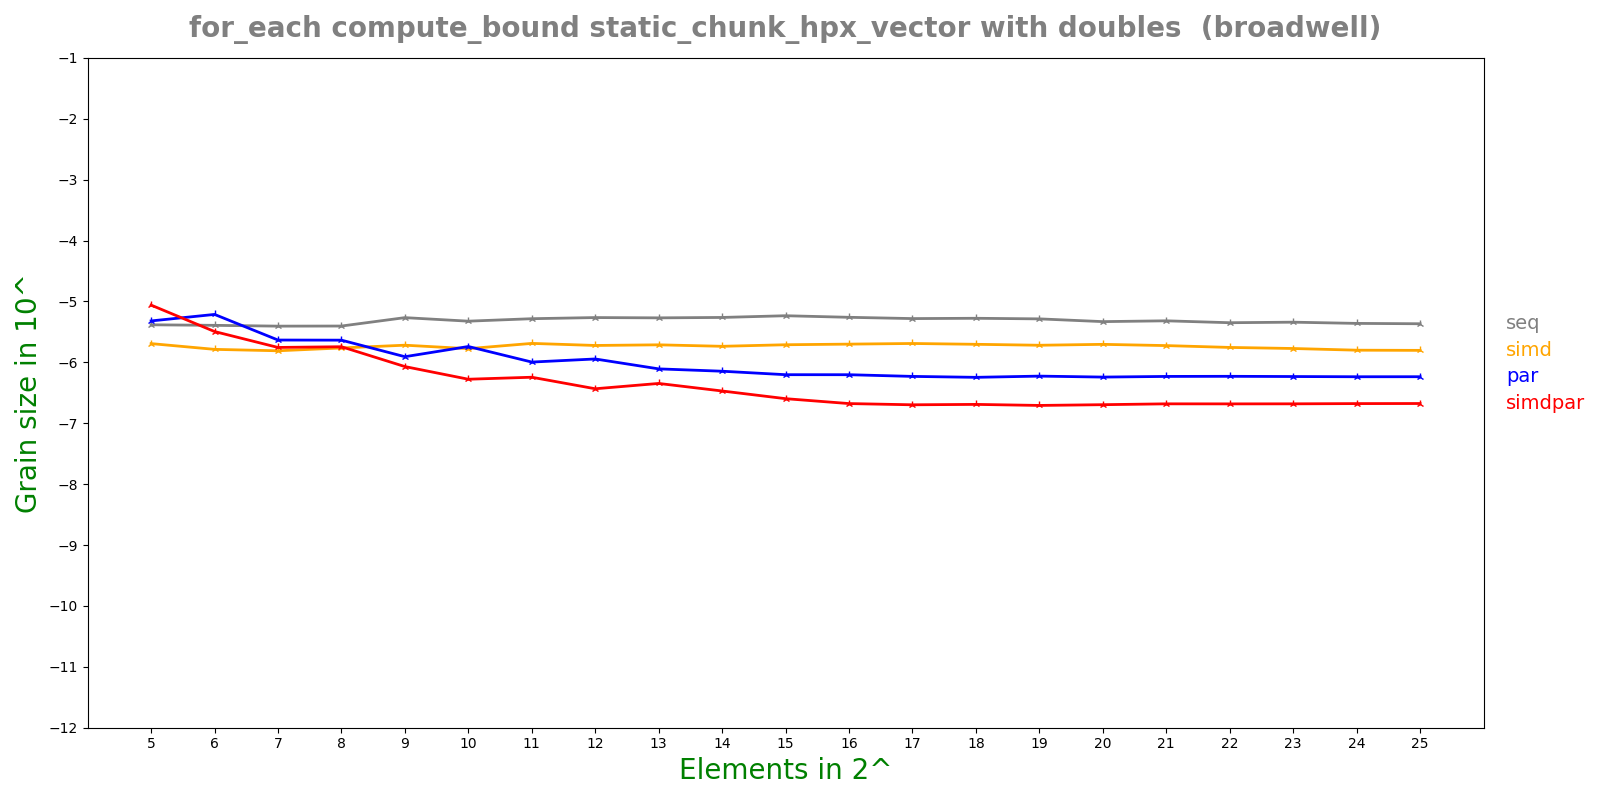 for_each compute_bound static_chunk_hpx_vector with doubles  (broadwell)
−1
−2
−3
−4
−5
−6
−7
−8
−9
−10
−11
−12
Grain size in 10^
5 6 7 8 9 10 11 12 13 14 15 16 17 18 19 20 21 22 23 24 25
Elements in 2^
seq
simd
par
simdpar